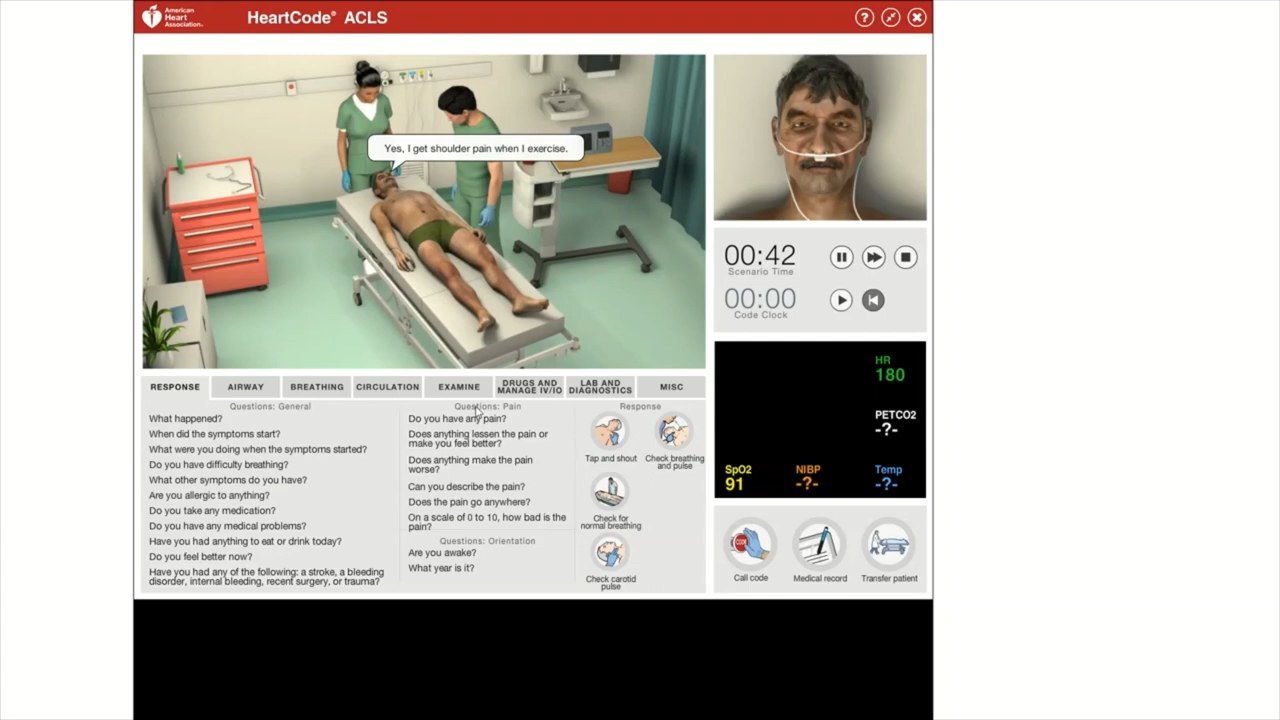 American
Heart
Association.
HeartCode® ACLS
?
Yes, I get shoulder pain when I exercise.
00:42
Scenario Time
00:00
Code Clock
HR
180
PETCO2
-?-
SpO2
91
NIBP
-?-
Temp
-?-
RESPONSE
AIRWAY
BREATHING
CIRCULATION
EXAMINE
DRUGS AND
MANAGE IV/IO
LAB AND
DIAGNOSTICS
MISC
Questions: General
What happened?
When did the symptoms start?
What were you doing when the symptoms started?
Do you have difficulty breathing?
What other symptoms do you have?
Are you allergic to anything?
Do you take any medication?
Do you have any medical problems?
Have you had anything to eat or drink today?
Do you feel better now?
Have you had any of the following: a stroke, a bleeding
disorder, internal bleeding, recent surgery, or trauma?
Questions: Pain
Do you have any pain?
Does anything lessen the pain or
make you feel better?
Does anything make the pain
worse?
Can you describe the pain?
Does the pain go anywhere?
On a scale of 0 to 10, how bad is the
pain?
Questions: Orientation
Are you awake?
What year is it?
Response
Tap and shout
Check breathing
and pulse
Check for
normal breathing
Check carotid
pulse
CODE
Call code
Medical record
Transfer patient